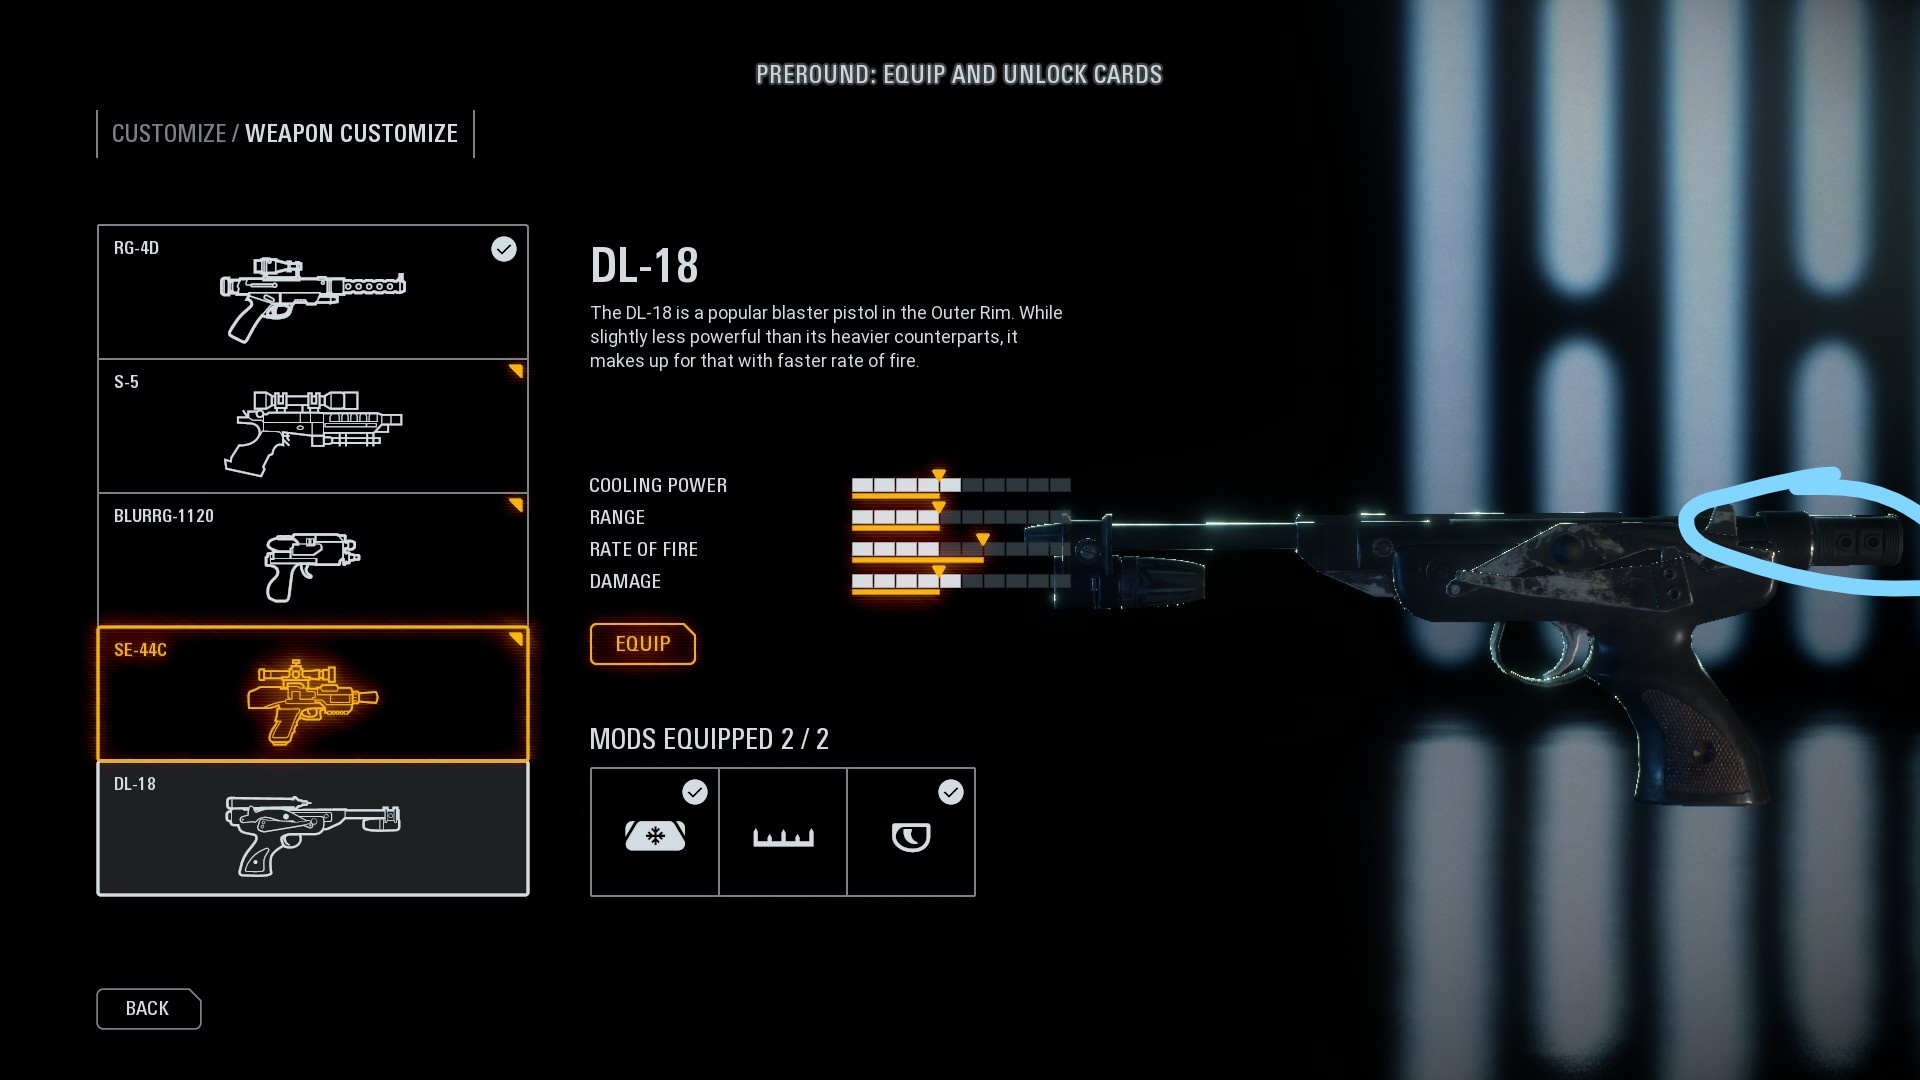 PREROUND: EQUIP AND UNLOCK CARDS
CUSTOMIZE / WEAPON CUSTOMIZE
RG-4D
S-5
BLURRG-1120
SE-44C
DL-18
DL-18
The DL-18 is a popular blaster pistol in the Outer Rim. While
slightly less powerful than its heavier counterparts, it
makes up for that with faster rate of fire.
COOLING POWER
RANGE
RATE OF FIRE
DAMAGE
EQUIP
MODS EQUIPPED 2 / 2
BACK